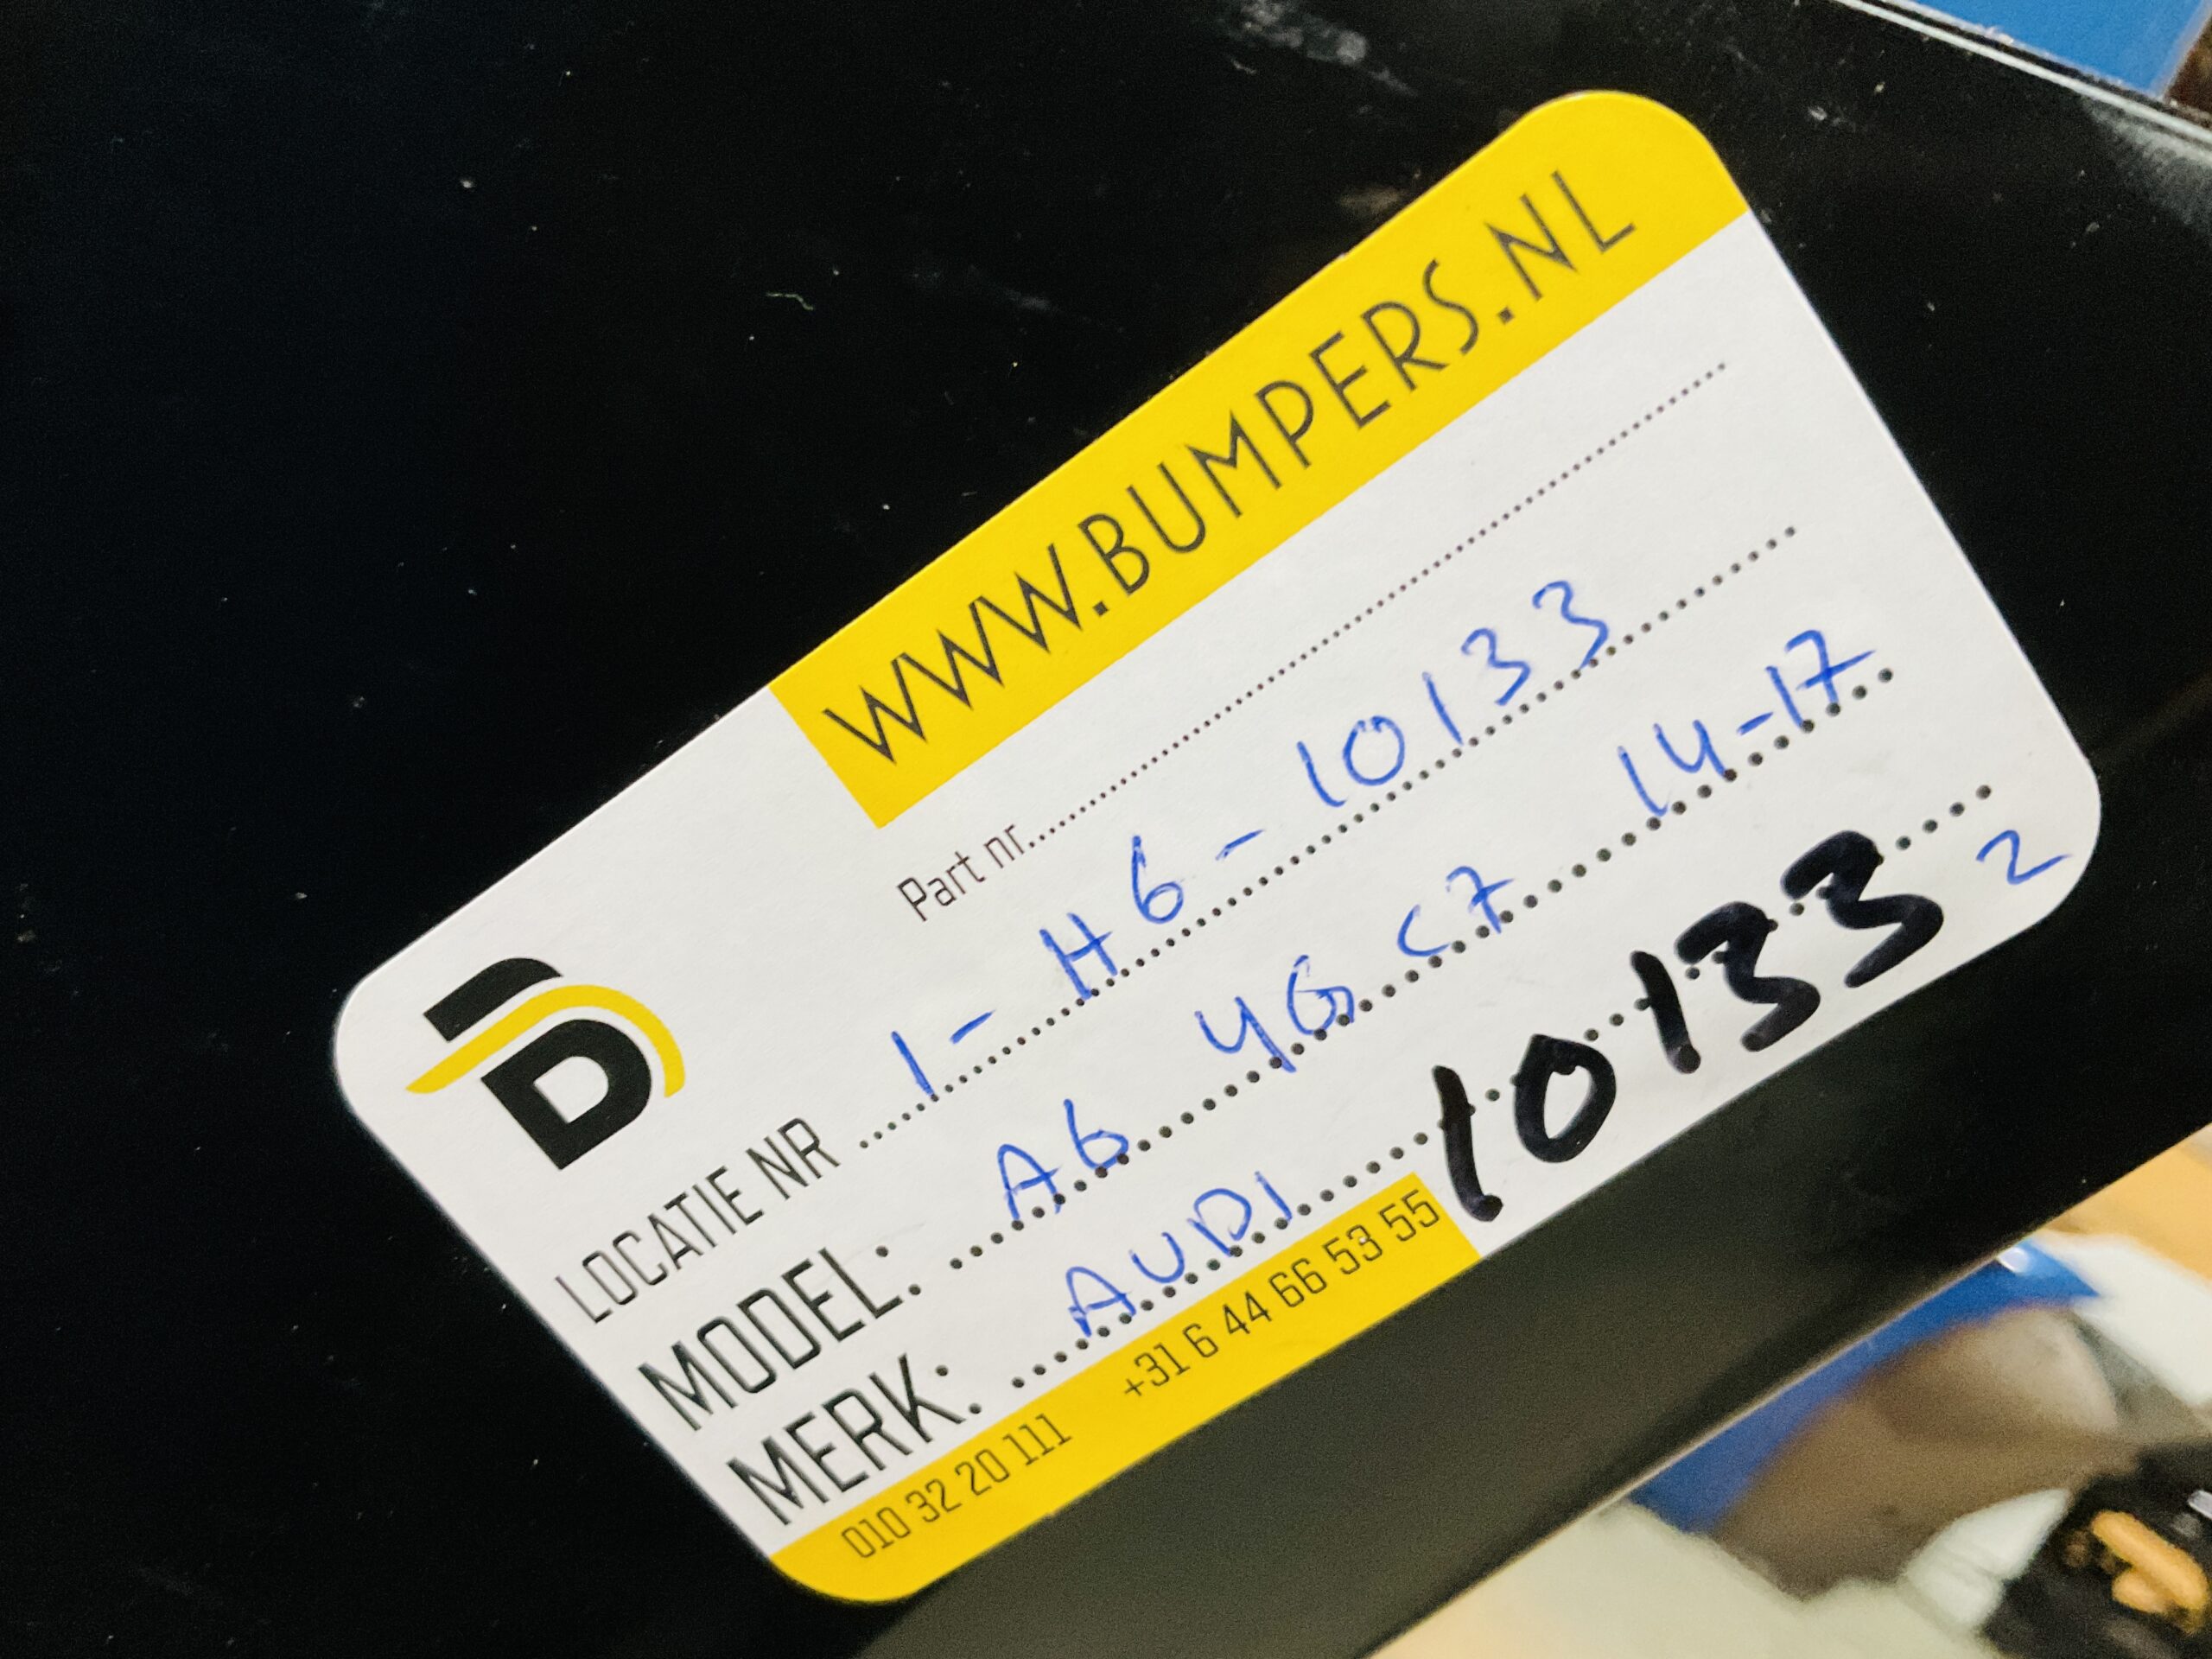 WWW.BUMPERS.NL
Part nr.
LOCATIE NR 1-H6-10133
MODEL: A6 4G C7 14-17
MERK: AUDI 10133 2
010 32 20 111 +31 6 44 66 53 55